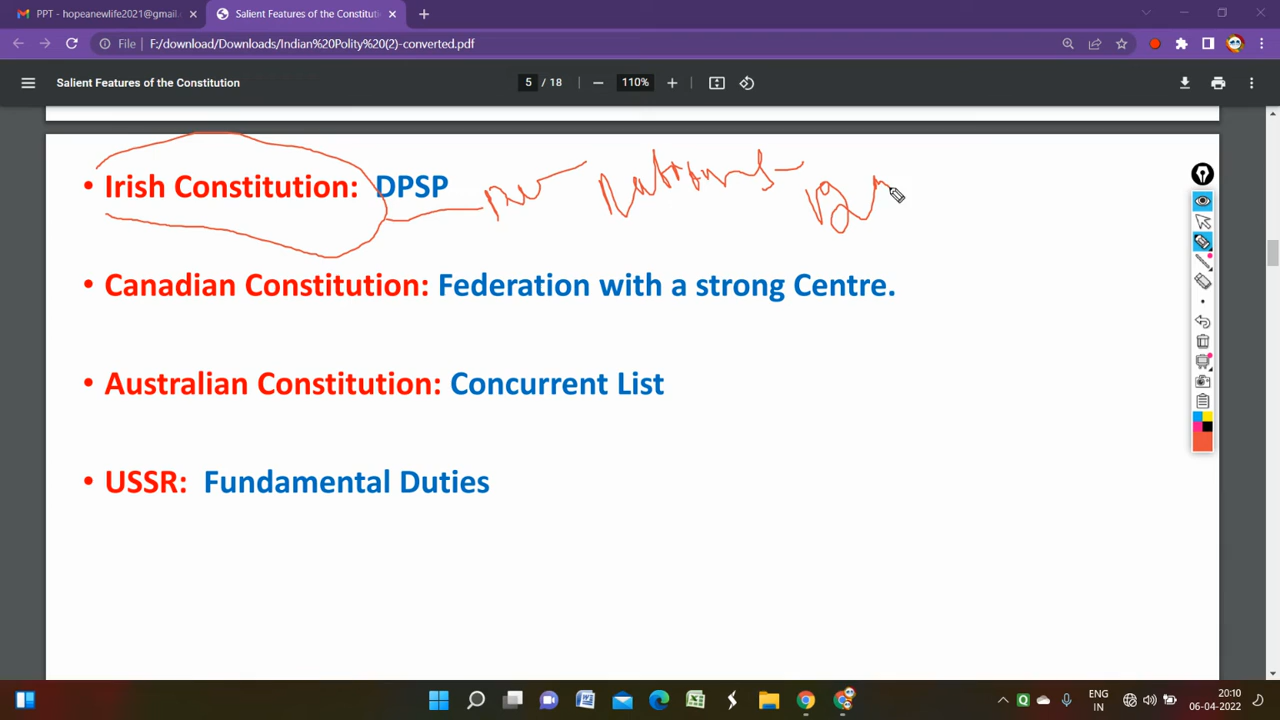 PPT - hopeanewlife2021@gmail.c
Salient Features of the Constituti
File F:/download/Downloads/Indian%20Polity%20(2)-converted.pdf
Salient Features of the Constitution
5 / 18
110%
• Irish Constitution: DPSP
• Canadian Constitution: Federation with a strong Centre.
• Australian Constitution: Concurrent List
• USSR: Fundamental Duties
ENG
IN
20:10
06-04-2022